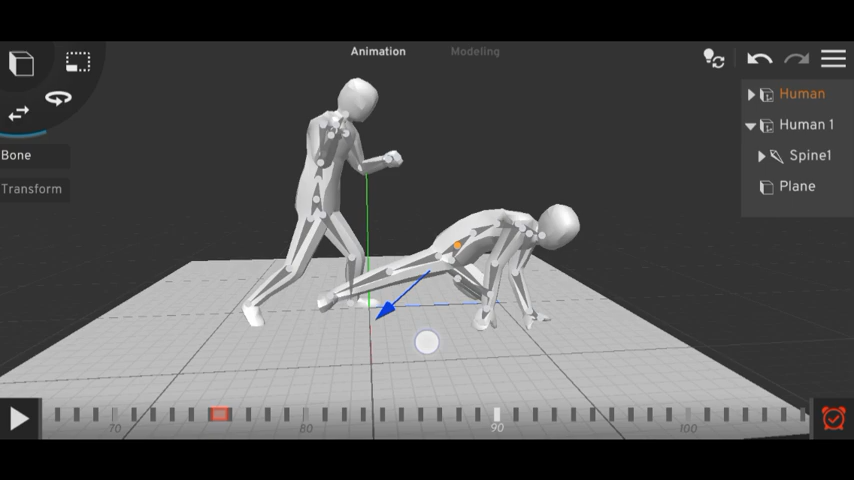 Animation
Modeling
Human
Human 1
Spine1
Plane
Bone
Transform
70
80
90
100